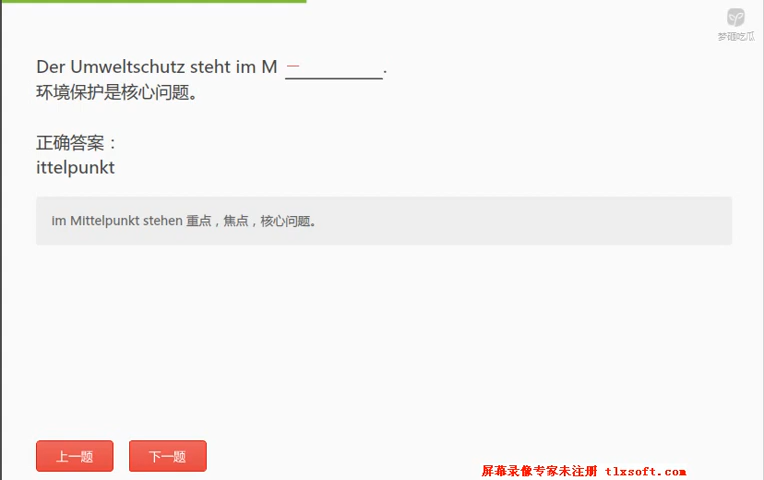 梦砸吃瓜
Der Umweltschutz steht im M — ________.
环境保护是核心问题。
正确答案：
ittelpunkt
im Mittelpunkt stehen 重点，焦点，核心问题。
上一题
下一题
屏幕录像专家未注册 tlxsoft.com